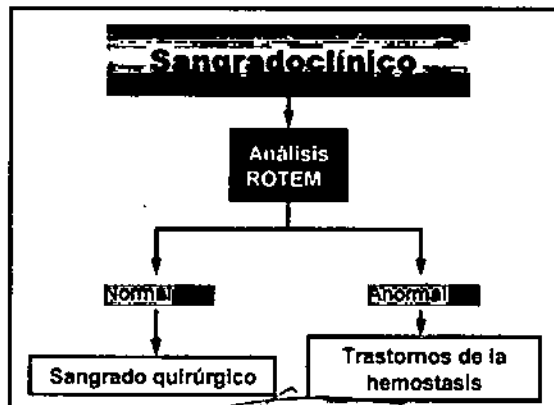 Sangradoclínico
Análisis
ROTEM
Normal
Anormal
Sangrado quirúrgico
Trastornos de la
hemostasis